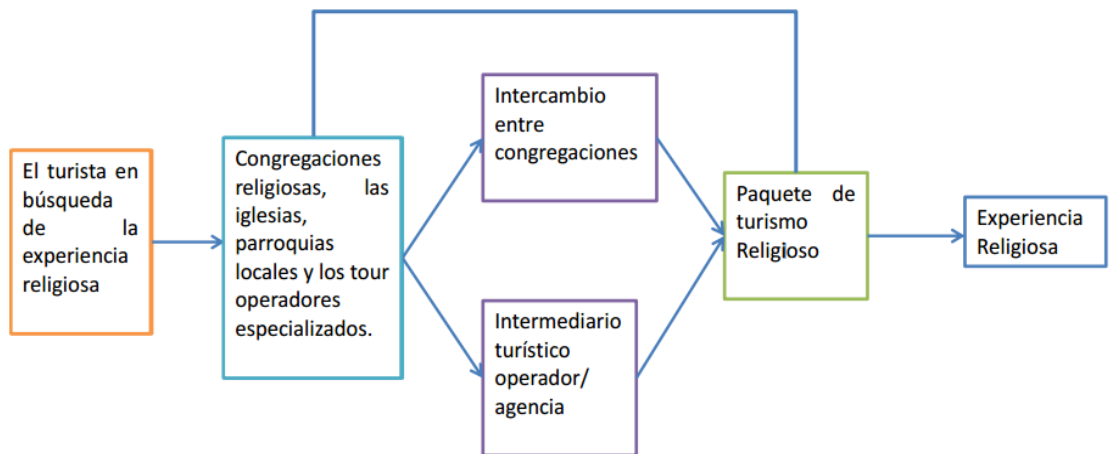 El turista en
búsqueda
de la
experiencia
religiosa
Congregaciones
religiosas, las
iglesias,
parroquias
locales y los tour
operadores
especializados.
Intercambio
entre
congregaciones
Intermediario
turístico
operador/
agencia
Paquete de
turismo
Religioso
Experiencia
Religiosa